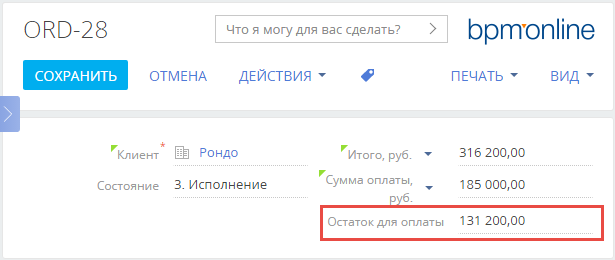 ORD-28
Что я могу для вас сделать?
bpm'online
СОХРАНИТЬ
ОТМЕНА
ДЕЙСТВИЯ
ПЕЧАТЬ
ВИД
Клиент*
Рондо
Итого, руб.
316 200,00
Состояние
3. Исполнение
Сумма оплаты,
руб.
185 000,00
Остаток для оплаты
131 200,00